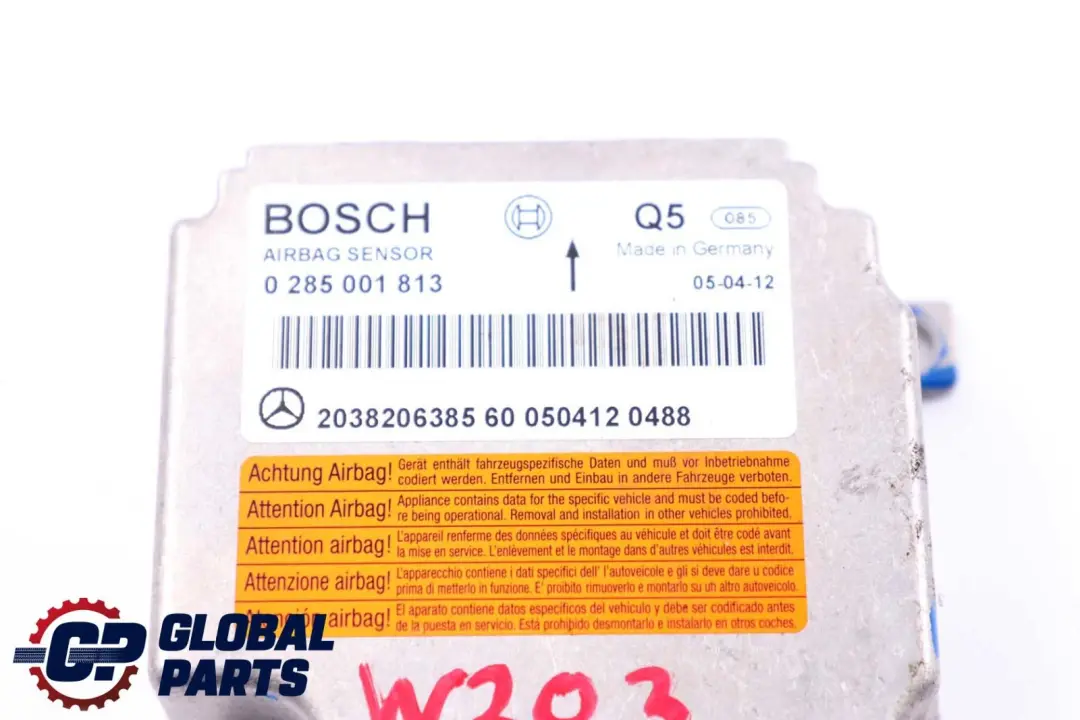 BOSCH
Q5 085
AIRBAG SENSOR
Made in Germany
0 285 001 813
05-04-12
2038206385 60 050412 0488
Achtung Airbag! Gerät enthält fahrzeugspezifische Daten und muß vor Inbetriebnahme
codiert werden. Entfernen und Einbau in andere Fahrzeuge verboten.
Attention Airbag! Appliance contains data for the specific vehicle and must be coded befo-
re being operational. Removal and installation in other vehicles prohibited.
Attention airbag! L'appareil renferme des données spécifiques au véhicule et doit être codé avant
la mise en service. L'enlèvement et le montage dans d'autres véhicules est interdit.
Attenzione airbag! L'apparecchio contiene i dati specifici dell' l'autoveicole e gli si deve dare u codice
prima di metterlo in funzione. E' proibito rimuoverlo e montarlo su uh altro autoveicolo.
Atención airbag! El aparato contiene datos específicos del vehículo y debe ser codificado antes
de la puesta en servicio. Está prohibido desmontarlo e instalarlo en otros coches.
GP GLOBAL
PARTS
W203